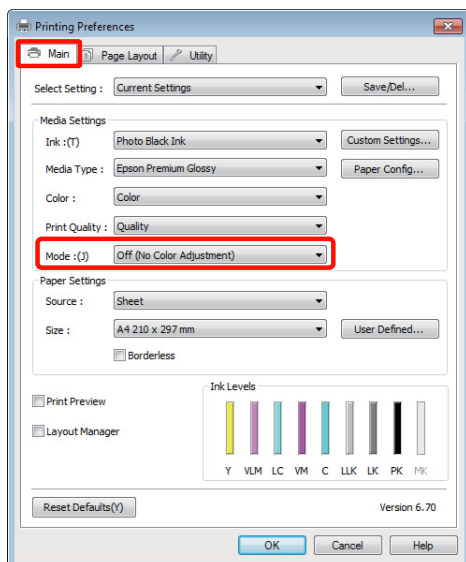 Printing Preferences
Main Page Layout Utility
Select Setting : Current Settings Save/Del...
Media Settings
Ink :(T) Photo Black Ink Custom Settings...
Media Type : Epson Premium Glossy Paper Config...
Color : Color
Print Quality : Quality
Mode :(J) Off (No Color Adjustment)
Paper Settings
Source : Sheet
Size : A4 210 x 297 mm User Defined...
Borderless
Ink Levels
Print Preview
Layout Manager
Y VLM LC VM C LLK LK PK MK
Reset Defaults(Y) Version 6.70
OK Cancel Help